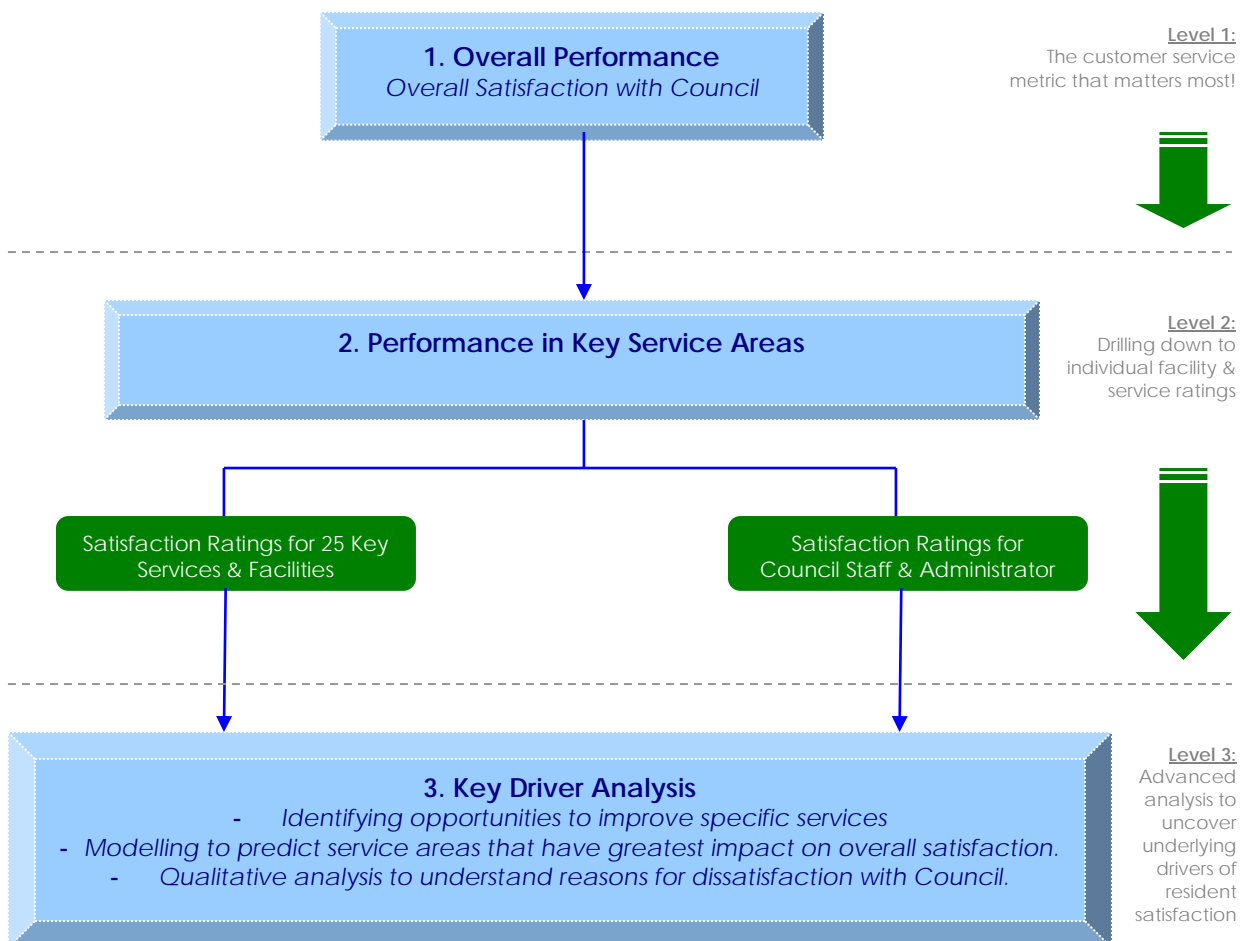 1. Overall Performance
Overall Satisfaction with Council
Level 1:
The customer service
metric that matters most!
2. Performance in Key Service Areas
Level 2:
Drilling down to
individual facility &
service ratings
Satisfaction Ratings for 25 Key
Services & Facilities
Satisfaction Ratings for
Council Staff & Administrator
3. Key Driver Analysis
- Identifying opportunities to improve specific services
- Modelling to predict service areas that have greatest impact on overall satisfaction.
- Qualitative analysis to understand reasons for dissatisfaction with Council.
Level 3:
Advanced
analysis to
uncover
underlying
drivers of
resident
satisfaction